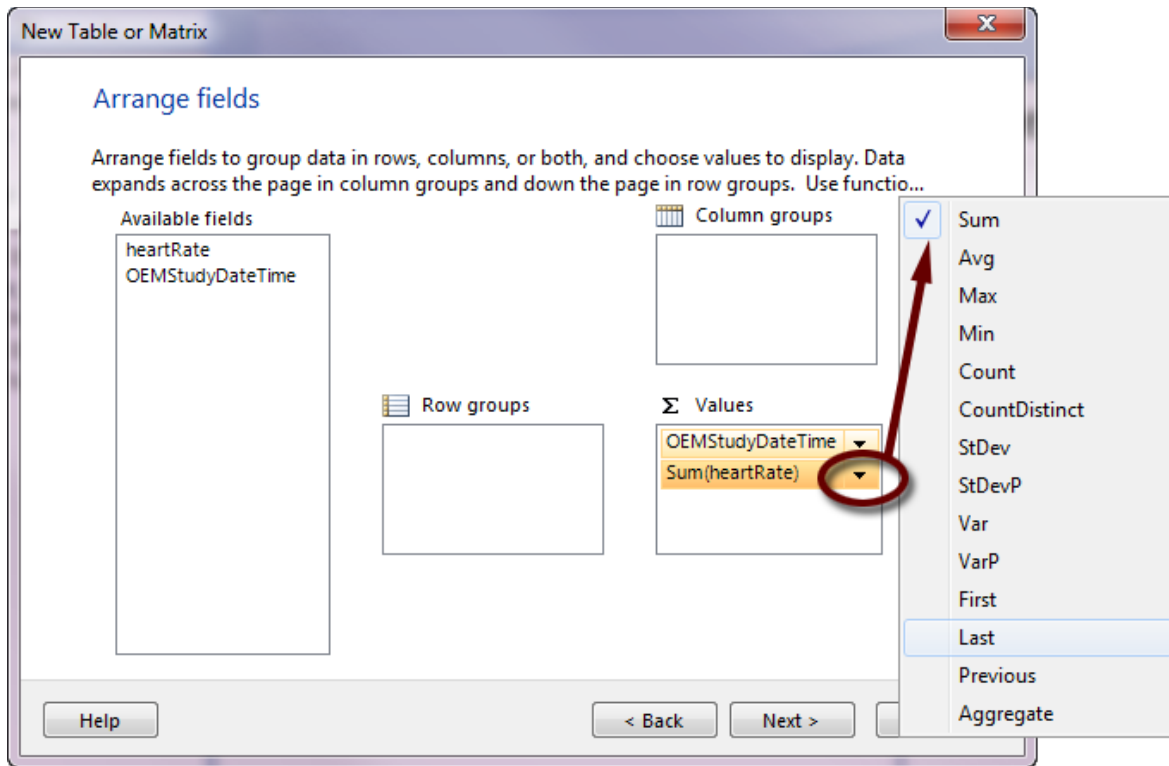 New Table or Matrix
Arrange fields
Arrange fields to group data in rows, columns, or both, and choose values to display. Data
expands across the page in column groups and down the page in row groups.  Use functio...
Available fields
heartRate
OEMStudyDateTime
Column groups
Row groups
Σ Values
OEMStudyDateTime
Sum(heartRate)
Sum
Avg
Max
Min
Count
CountDistinct
StDev
StDevP
Var
VarP
First
Last
Previous
Aggregate
Help
< Back
Next >